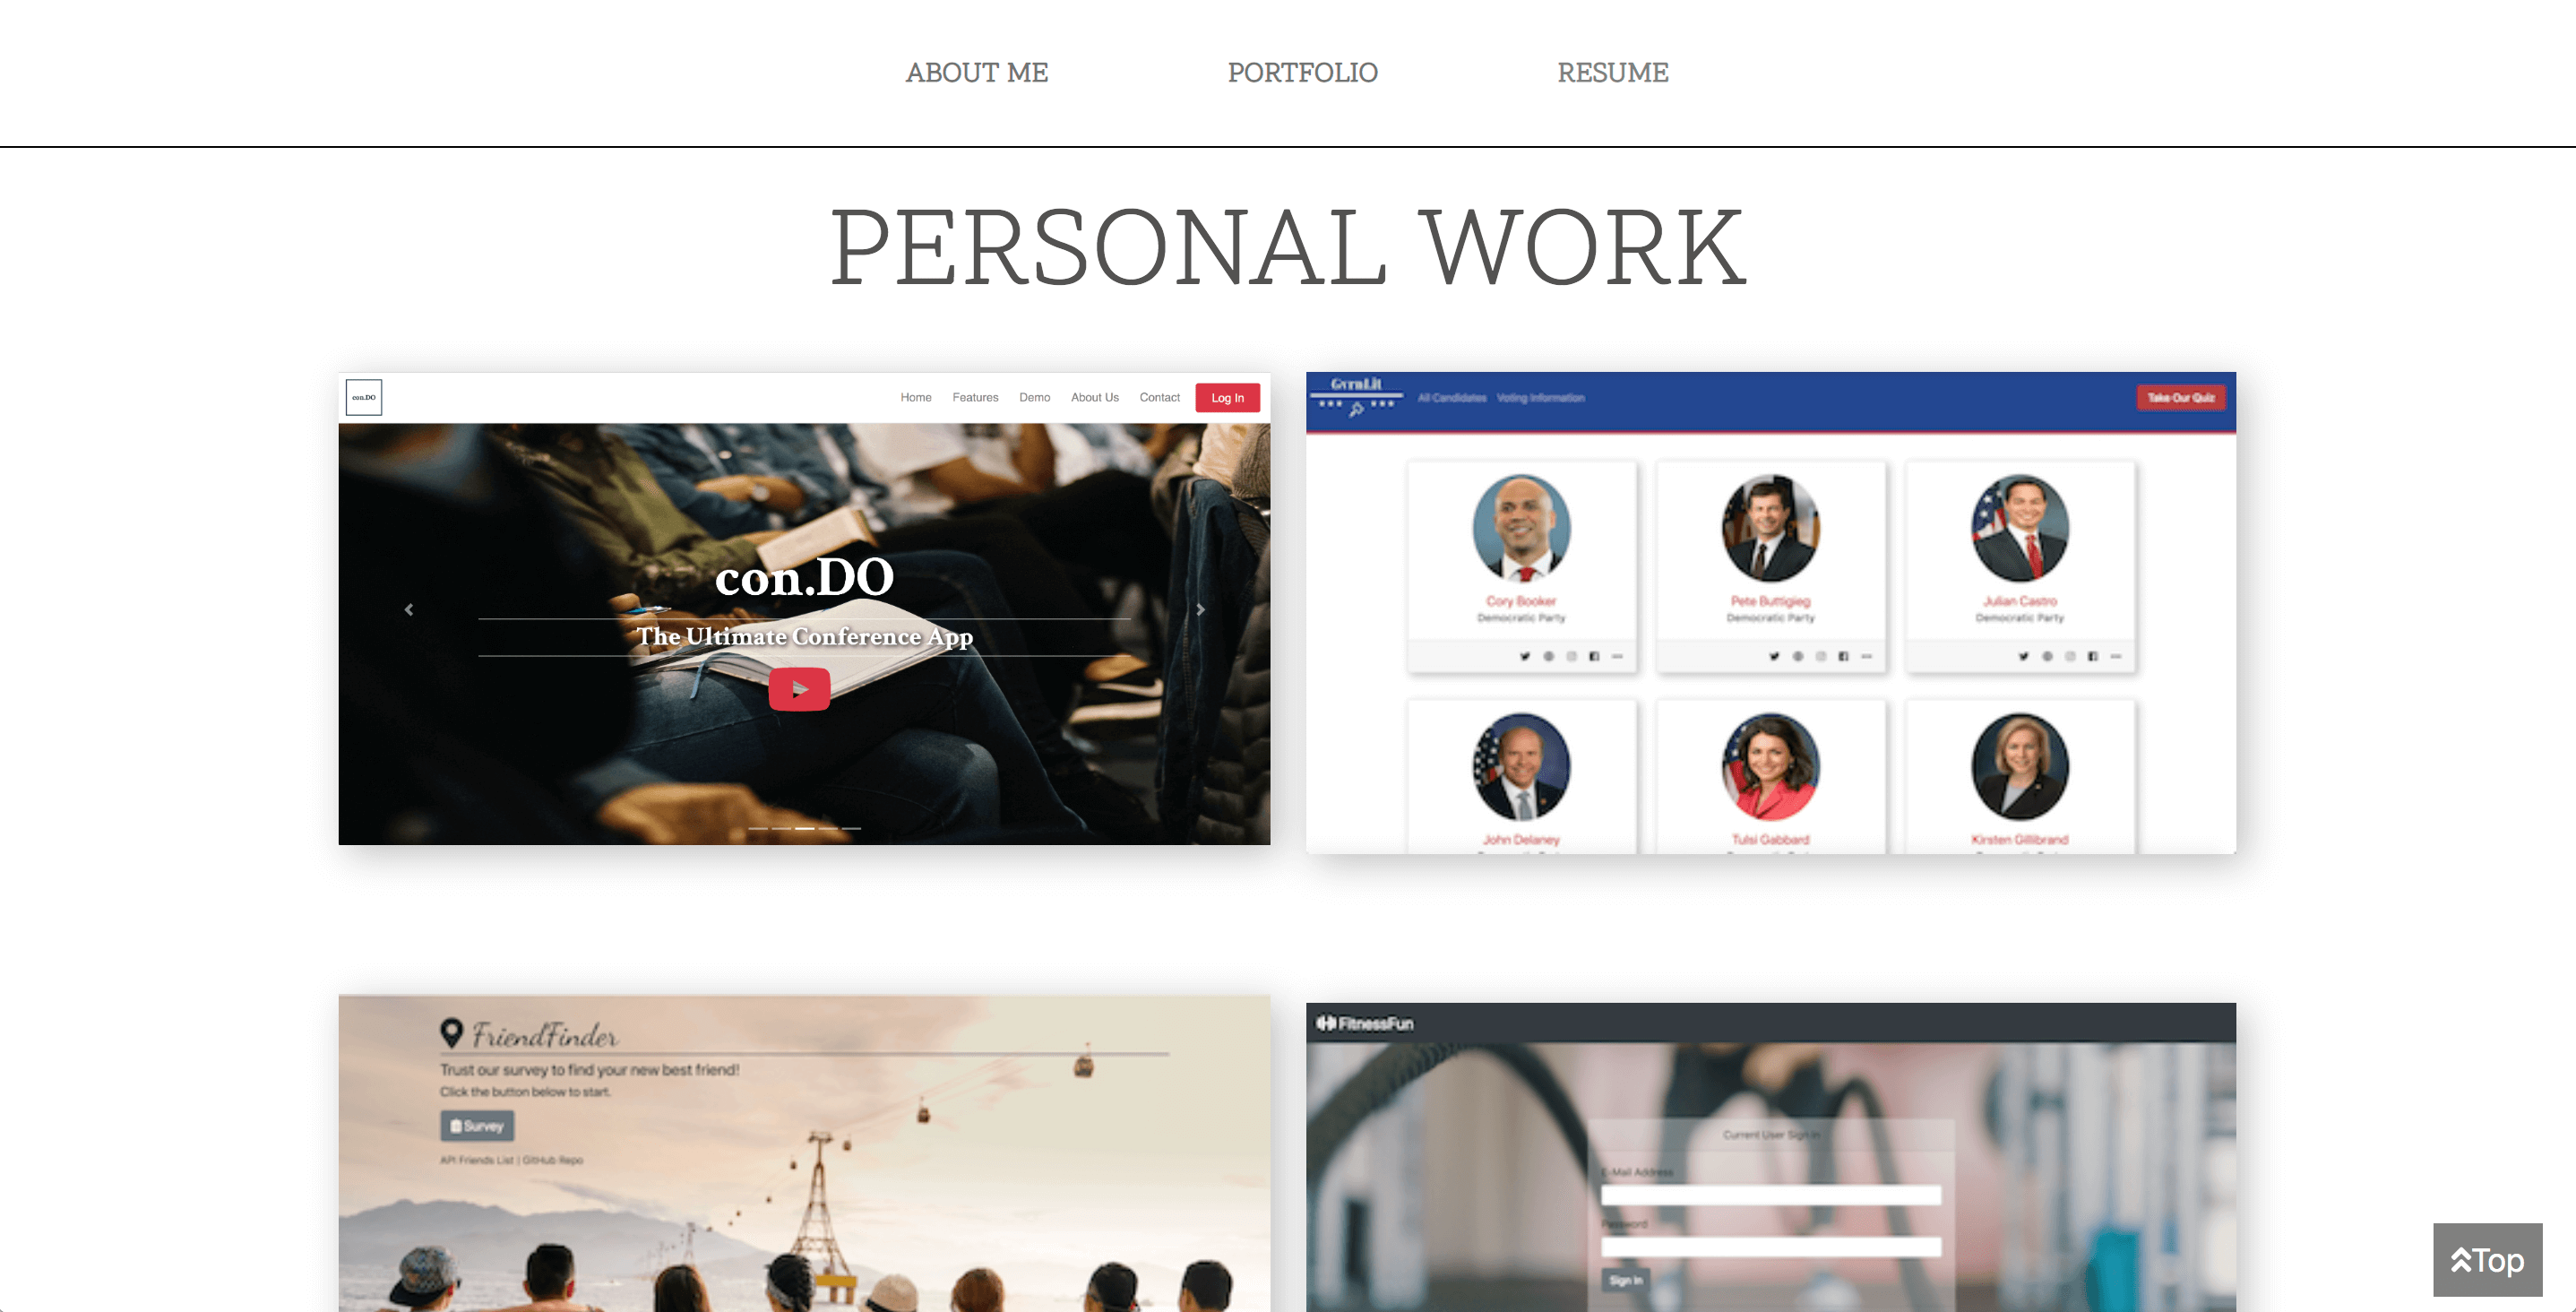 ABOUT ME PORTFOLIO RESUME
PERSONAL WORK
con.DO Home Features Demo About Us Contact Log In
con.DO
The Ultimate Conference App
GvrnLit All Candidates Voting Information Take Our Quiz
Cory Booker Pete Buttigieg Julian Castro
Democratic Party Democratic Party Democratic Party
John Delaney Tulsi Gabbard Kirsten Gillibrand
FriendFinder
Trust our survey to find your new best friend!
Click the button below to start.
Survey
API Friends List | GitHub Repo
FitnessFun
Current User Sign In
E-Mail Address
Password
Sign In
Top